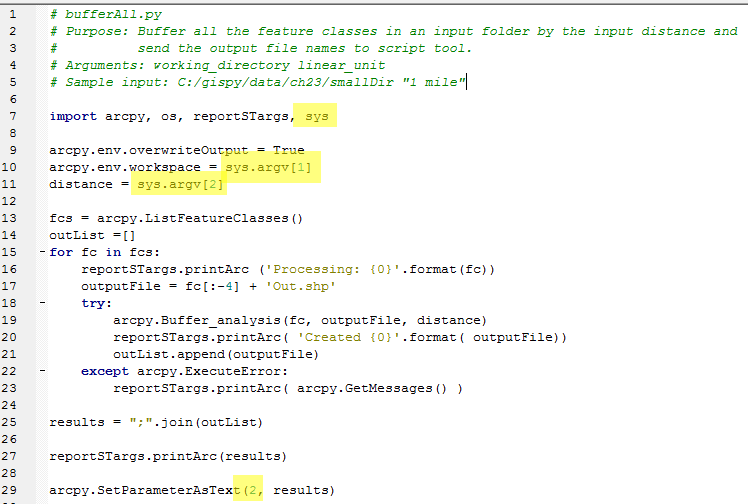 1 # bufferAll.py
2 # Purpose: Buffer all the feature classes in an input folder by the input distance and
3 #          send the output file names to script tool.
4 # Arguments: working_directory linear_unit
5 # Sample input: C:/gispy/data/ch23/smallDir "1 mile"
6
7 import arcpy, os, reportSTargs, sys
8
9 arcpy.env.overwriteOutput = True
10 arcpy.env.workspace = sys.argv[1]
11 distance = sys.argv[2]
12
13 fcs = arcpy.ListFeatureClasses()
14 outList =[]
15 for fc in fcs:
16     reportSTargs.printArc ('Processing: {0}'.format(fc))
17     outputFile = fc[:-4] + 'Out.shp'
18     try:
19         arcpy.Buffer_analysis(fc, outputFile, distance)
20         reportSTargs.printArc( 'Created {0}'.format( outputFile))
21         outList.append(outputFile)
22     except arcpy.ExecuteError:
23         reportSTargs.printArc( arcpy.GetMessages() )
24
25 results = ";".join(outList)
26
27 reportSTargs.printArc(results)
28
29 arcpy.SetParameterAsText(2, results)